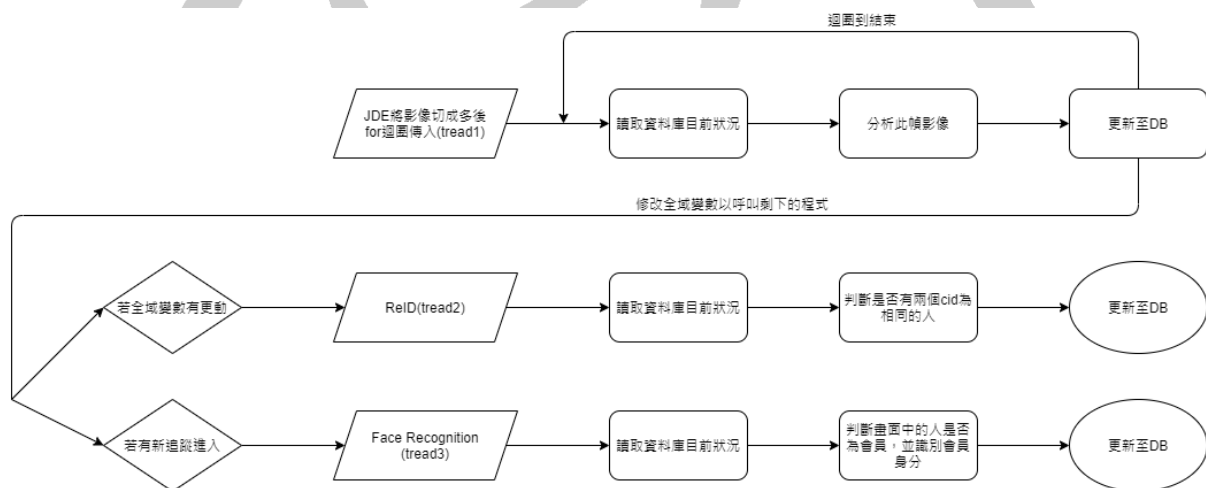 迴圈到結束
JDE將影像切成多後
for迴圈傳入(tread1)
讀取資料庫目前狀況
分析此幀影像
更新至DB
修改全域變數以呼叫剩下的程式
若全域變數有更動
ReID(tread2)
讀取資料庫目前狀況
判斷是否有兩個cid為
相同的人
更新至DB
若有新追蹤進入
Face Recognition
(tread3)
讀取資料庫目前狀況
判斷畫面中的人是否
為會員，並識別會員
身分
更新至DB